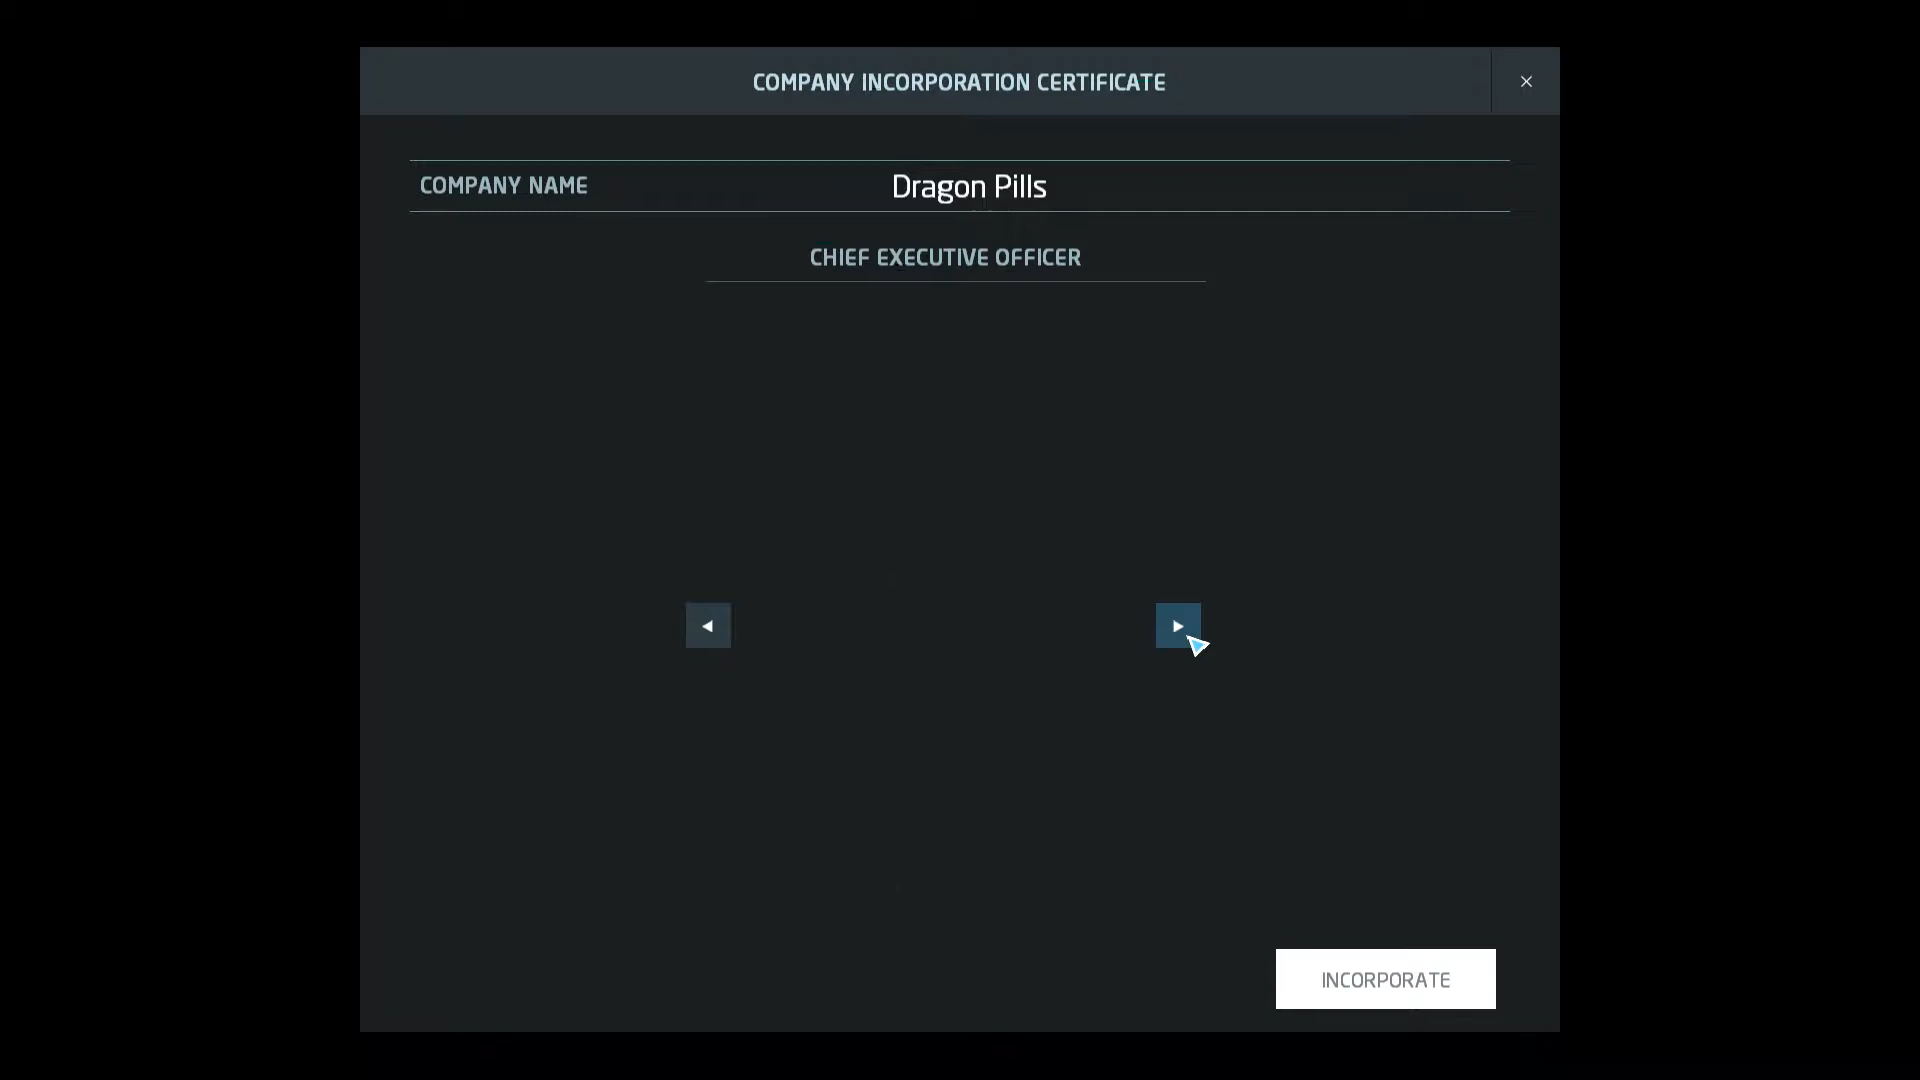 COMPANY INCORPORATION CERTIFICATE
COMPANY NAME Dragon Pills
CHIEF EXECUTIVE OFFICER
INCORPORATE